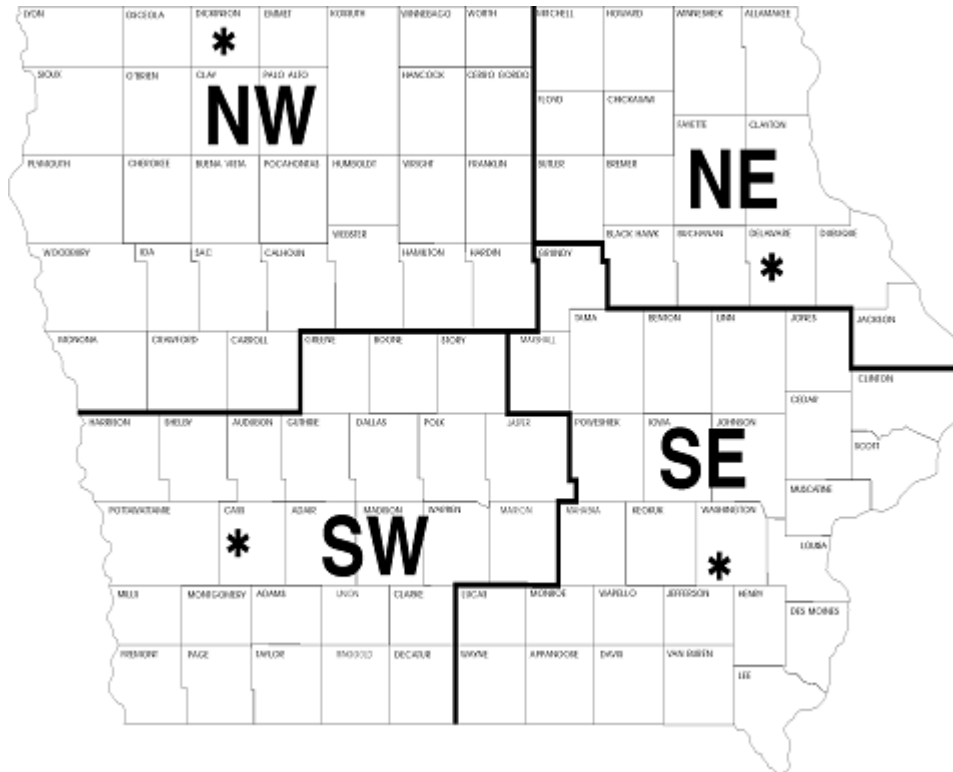 LYON OSCEOLA DICKINSON EMMET KOSSUTH WINNEBAGO WORTH MITCHELL HOWARD WINNESHIEK ALLAMAKEE
*
SIOUX O'BRIEN CLAY PALO ALTO HANCOCK CERRO GORDO
FLOYD CHICKASAW
NW
FAYETTE CLAYTON
PLYMOUTH CHEROKEE BUENA VISTA POCAHONTAS HUMBOLDT WRIGHT FRANKLIN BUTLER BREMER
NE
WEBSTER BLACK HAWK BUCHANAN DELAWARE DUBUQUE
WOODBURY IDA SAC CALHOUN HAMILTON HARDIN GRUNDY
*
TAMA BENTON LINN JONES JACKSON
MONONA CRAWFORD CARROLL GREENE BOONE STORY MARSHALL
CLINTON
CEDAR
HARRISON SHELBY AUDUBON GUTHRIE DALLAS POLK JASPER POWESHIEK IOWA JOHNSON
SCOTT
SE
MUSCATINE
POTTAWATTAMIE CASS ADAIR MADISON WARREN MARION MAHASKA KEOKUK WASHINGTON
* SW
LOUISA
*
MILLS MONTGOMERY ADAMS UNION CLARKE LUCAS MONROE WAPELLO JEFFERSON HENRY
DES MOINES
FREMONT PAGE TAYLOR RINGGOLD DECATUR WAYNE APPANOOSE DAVIS VAN BUREN
LEE